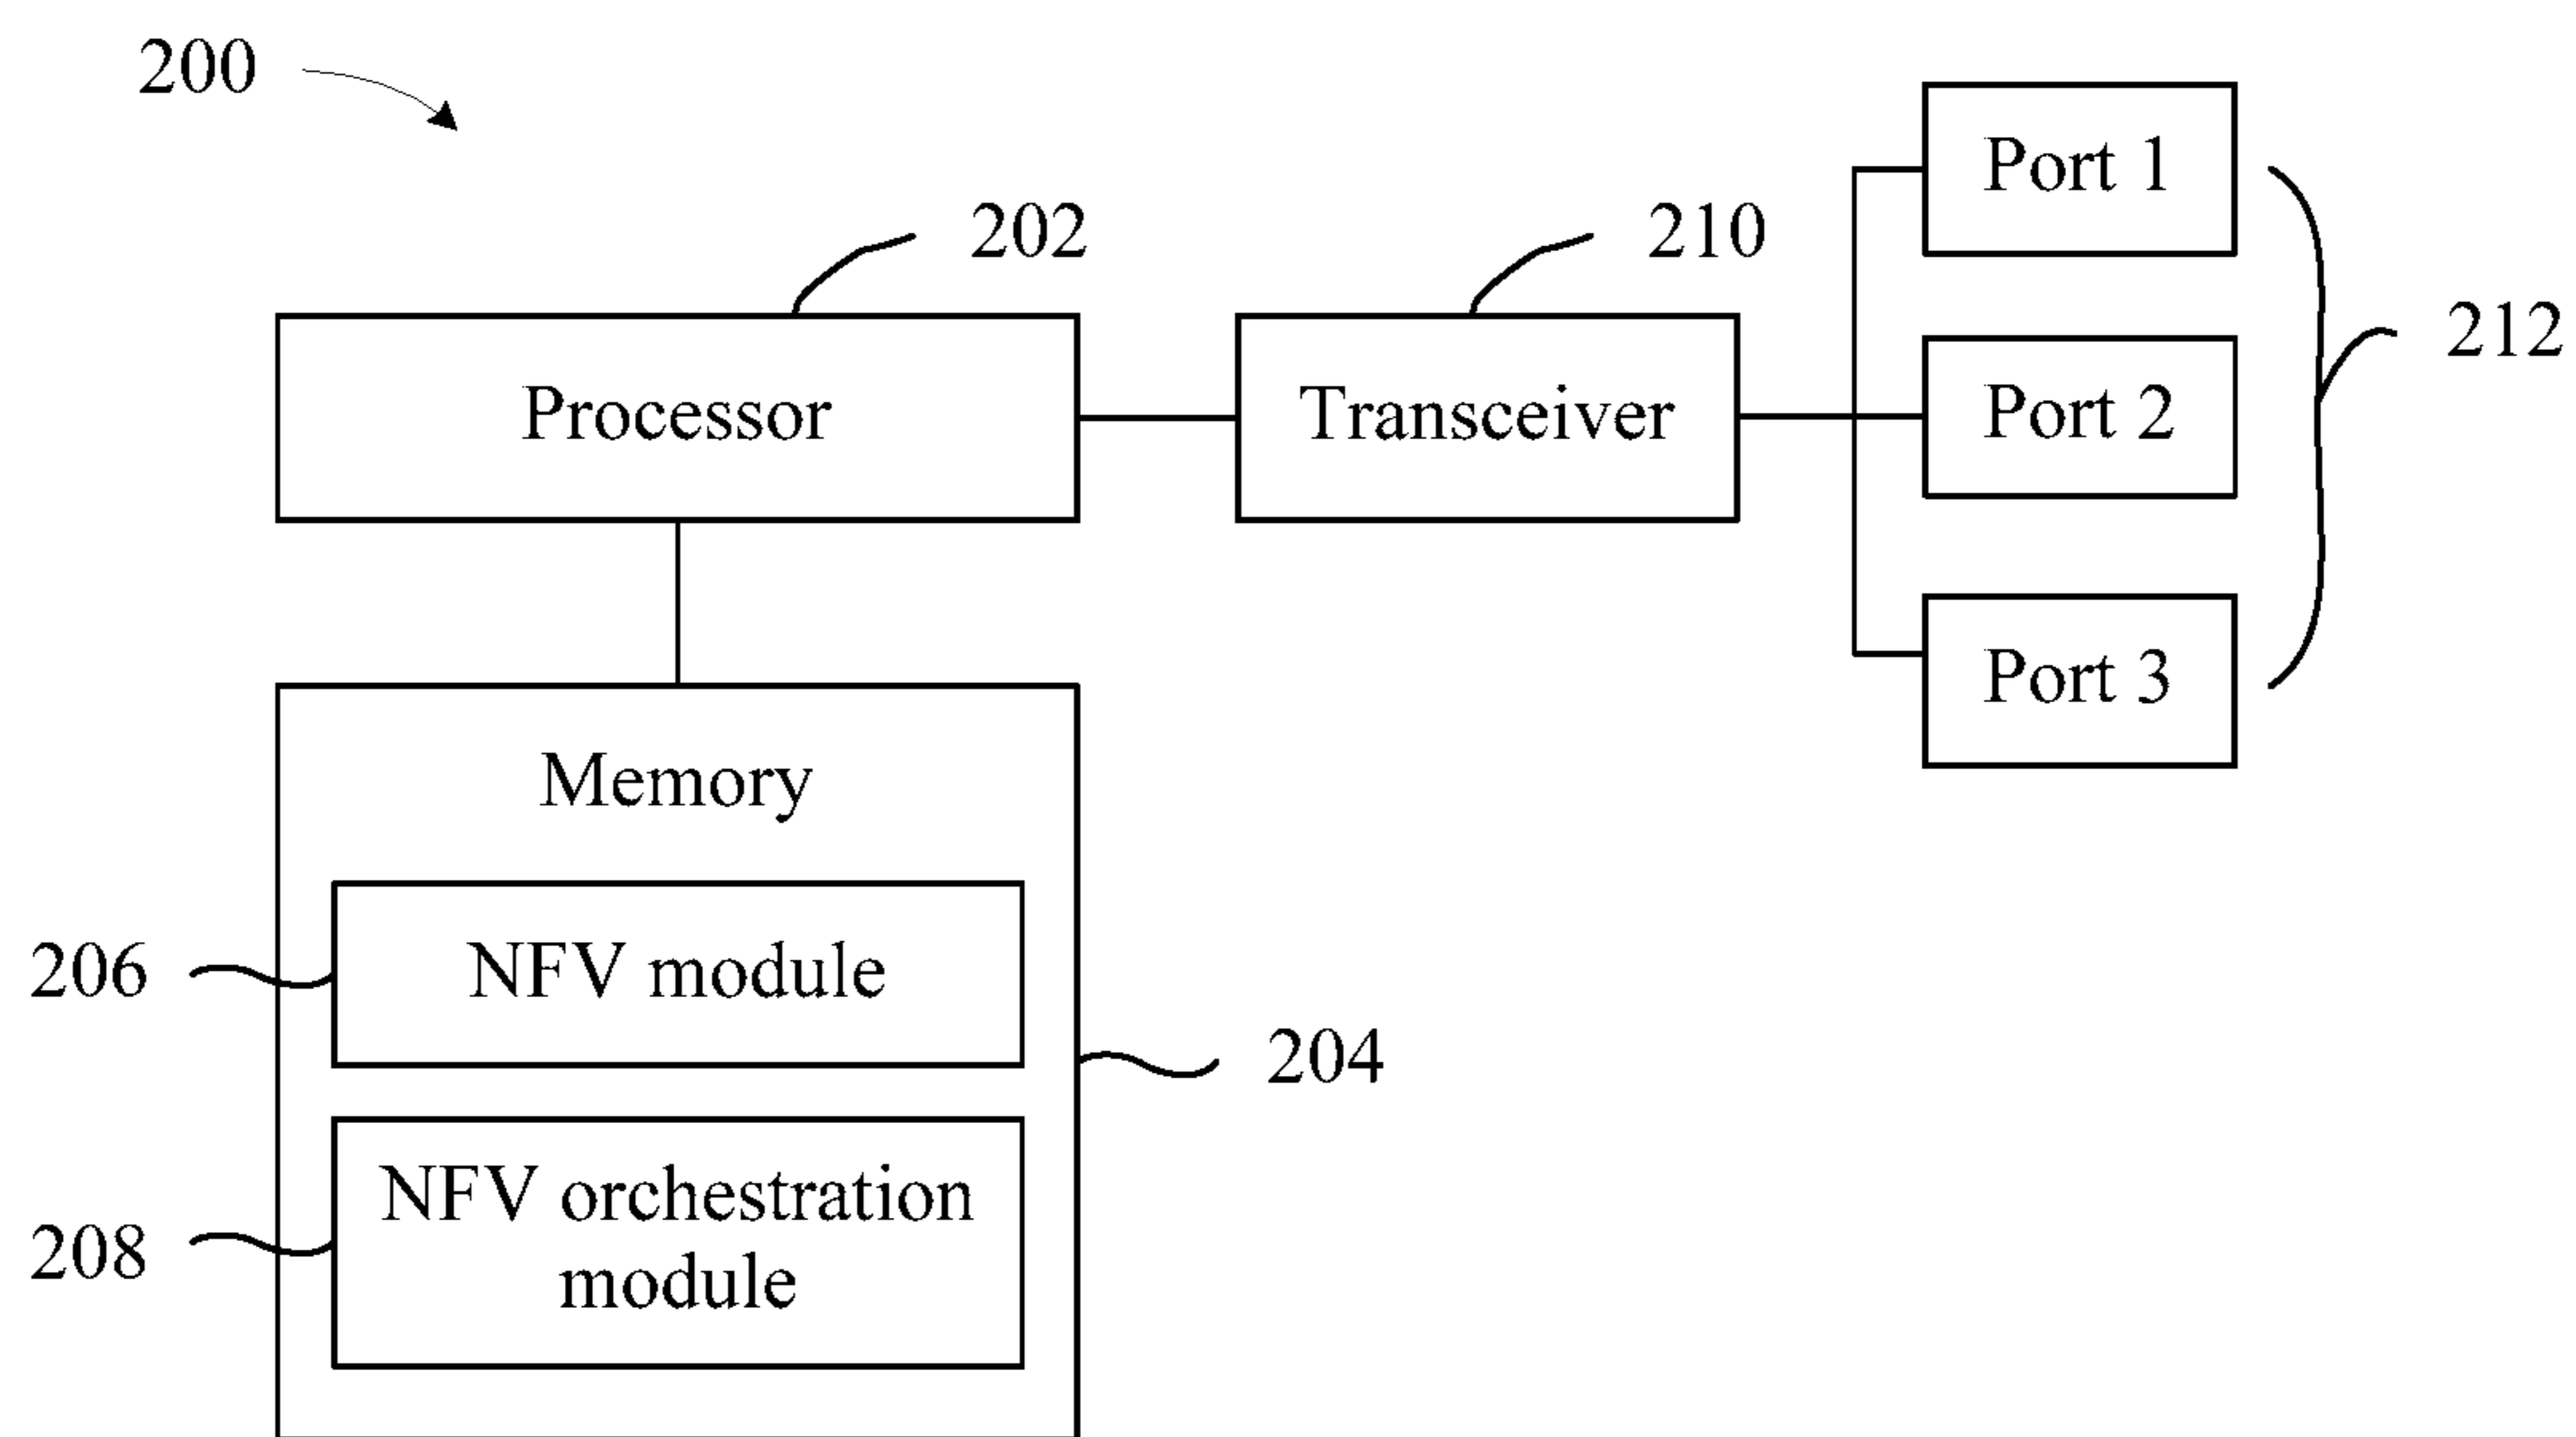 200
Port 1
202
210
212
Processor
Transceiver
Port 2
Port 3
Memory
206
NFV module
204
208
NFV orchestration
module